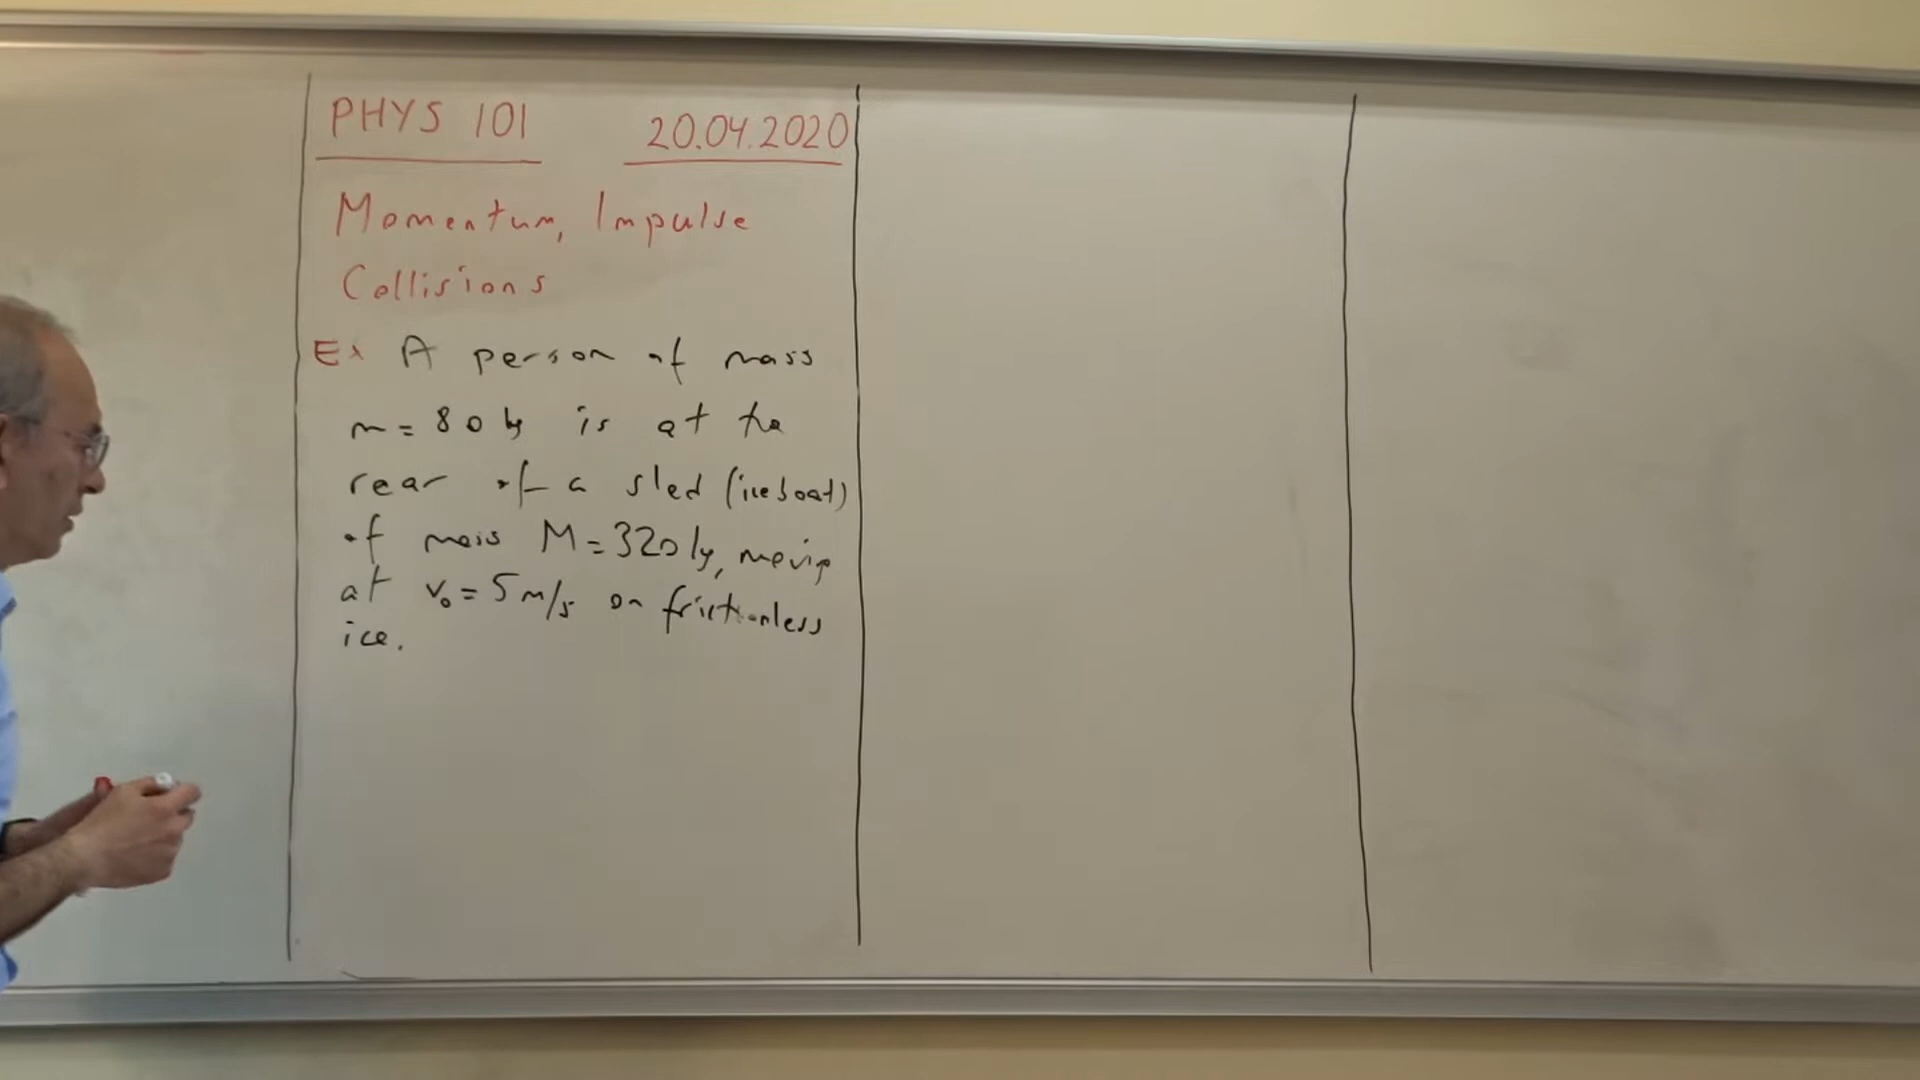 PHYS 101 20.04.2020
Momentum, Impulse
Collisions
Ex A person of mass
m = 80 kg is at the
rear of a sled (iceboat)
of mass M = 320 kg, moving
at v₀ = 5 m/s on frictionless
ice.